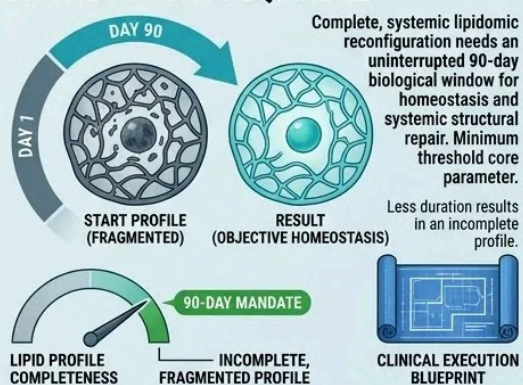 DAY 90
DAY 1
START PROFILE
(FRAGMENTED)
RESULT
(OBJECTIVE HOMEOSTASIS)
Complete, systemic lipidomic
reconfiguration needs an
uninterrupted 90-day
biological window for
homeostasis and
systemic structural
repair. Minimum
threshold core
parameter.
Less duration results
in an incomplete
profile.
90-DAY MANDATE
LIPID PROFILE
COMPLETENESS
INCOMPLETE,
FRAGMENTED PROFILE
CLINICAL EXECUTION
BLUEPRINT